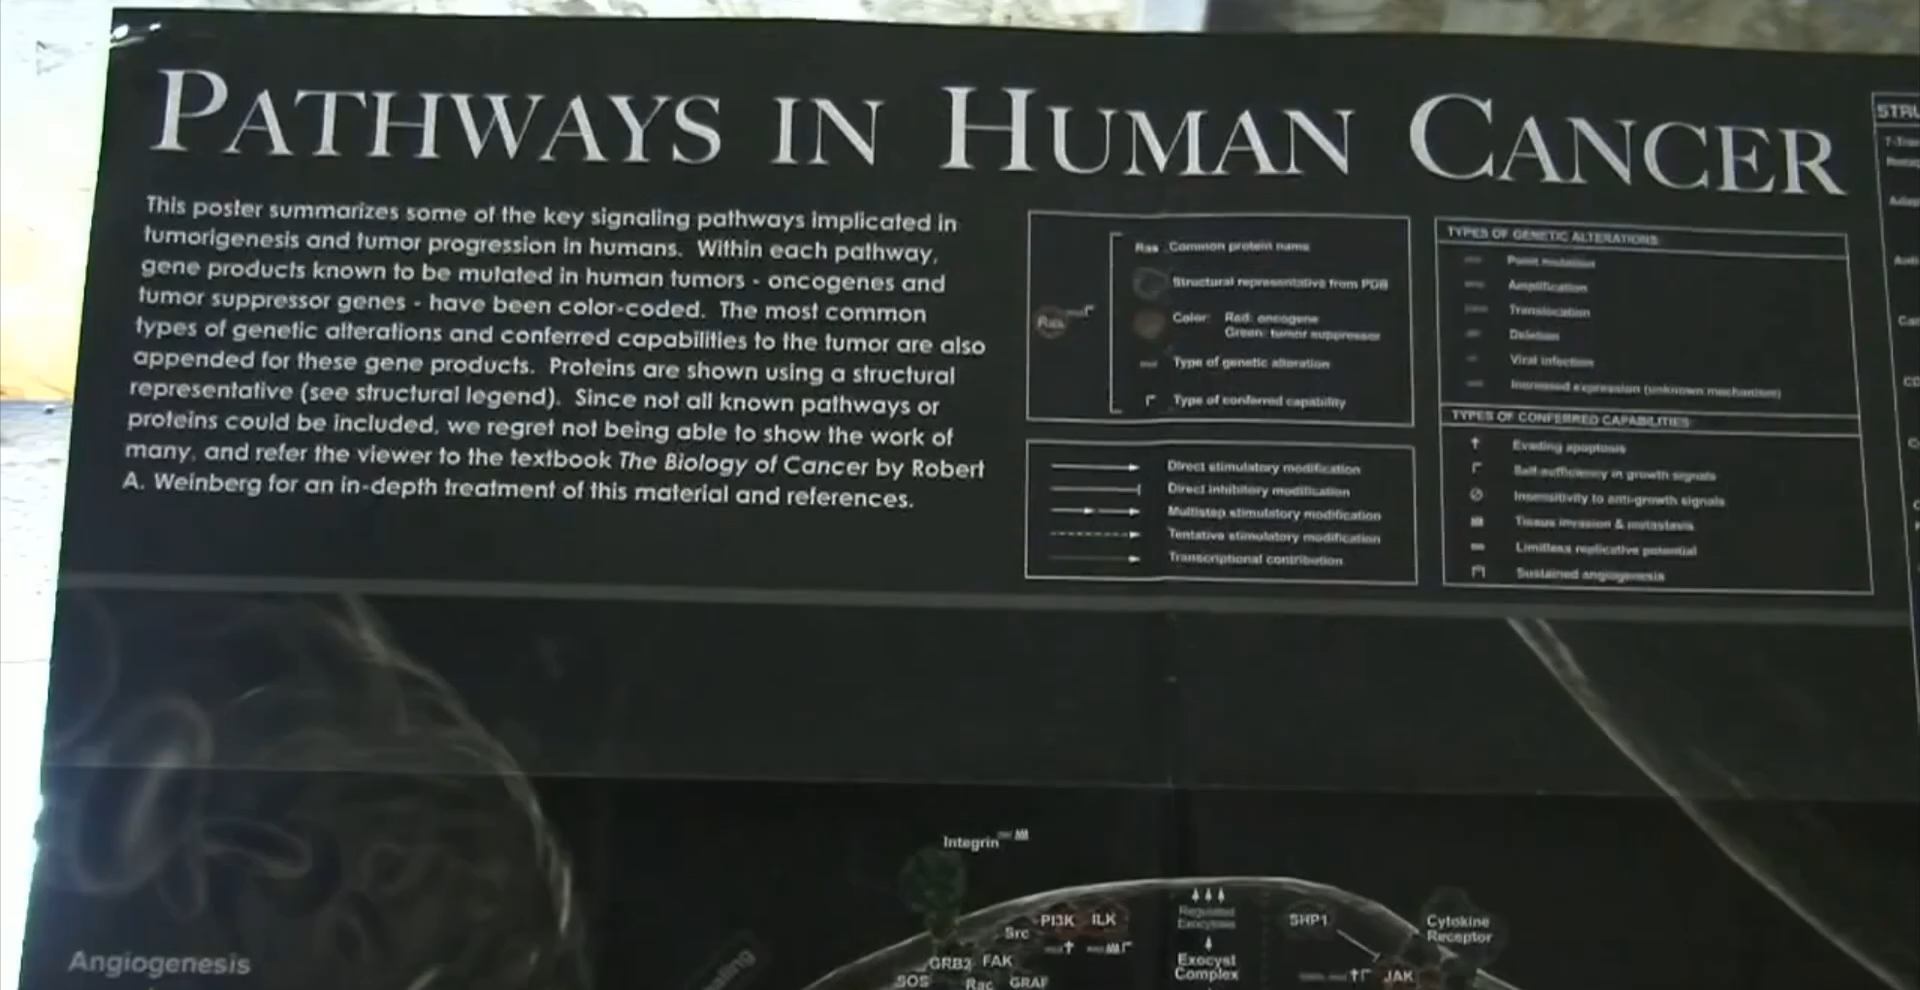 PATHWAYS IN HUMAN CANCER
This poster summarizes some of the key signaling pathways implicated in
tumorigenesis and tumor progression in humans. Within each pathway,
gene products known to be mutated in human tumors - oncogenes and
tumor suppressor genes - have been color-coded. The most common
types of genetic alterations and conferred capabilities to the tumor are also
appended for these gene products. Proteins are shown using a structural
representative (see structural legend). Since not all known pathways or
proteins could be included, we regret not being able to show the work of
many, and refer the viewer to the textbook The Biology of Cancer by Robert
A. Weinberg for an in-depth treatment of this material and references.
Ras
Ras Common protein name
Structural representative from PDB
Color: Red: oncogene
Green: tumor suppressor
Type of genetic alteration
Type of conferred capability
Direct stimulatory modification
Direct inhibitory modification
Multistep stimulatory modification
Tentative stimulatory modification
Transcriptional contribution
TYPES OF GENETIC ALTERATIONS
Point mutation
Amplification
Translocation
Deletion
Viral infection
Increased expression (unknown mechanism)
TYPES OF CONFERRED CAPABILITIES
Evading apoptosis
Self-sufficiency in growth signals
Insensitivity to anti-growth signals
Tissue invasion & metastasis
Limitless replicative potential
Sustained angiogenesis
STRU
Integrin
PI3K ILK
Src
GRB2 FAK
SOS Rac GRAF
Regulated
Exocytosis
Exocyst
Complex
SHP1
Cytokine
Receptor
JAK
Angiogenesis